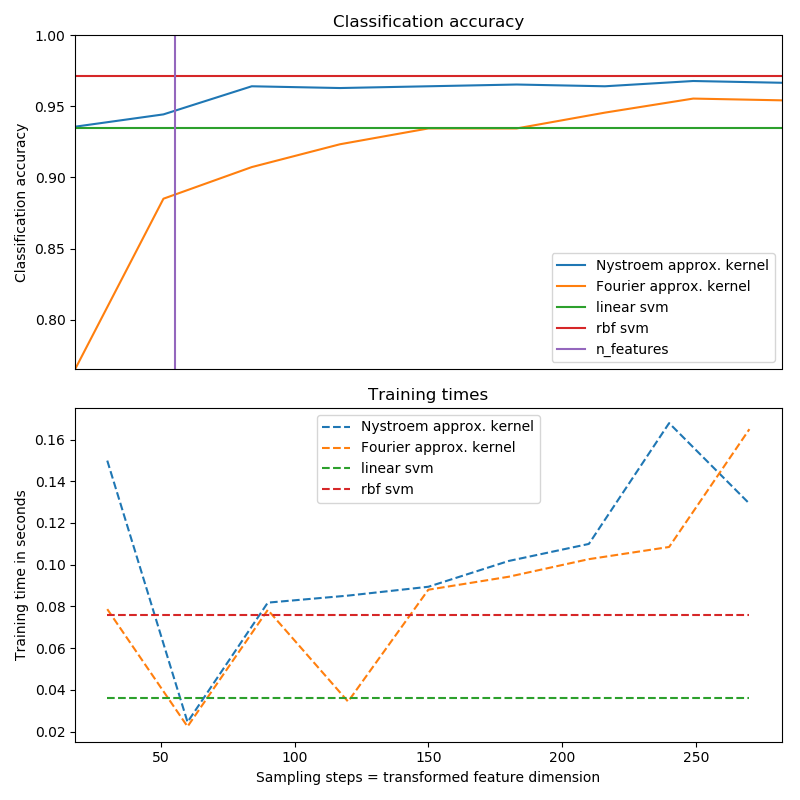 Classification accuracy
1.00
0.95
0.90
0.85
0.80
Classification accuracy
Nystroem approx. kernel
Fourier approx. kernel
linear svm
rbf svm
n_features
Training times
0.16
0.14
0.12
0.10
0.08
0.06
0.04
0.02
Training time in seconds
Nystroem approx. kernel
Fourier approx. kernel
linear svm
rbf svm
50 100 150 200 250
Sampling steps = transformed feature dimension